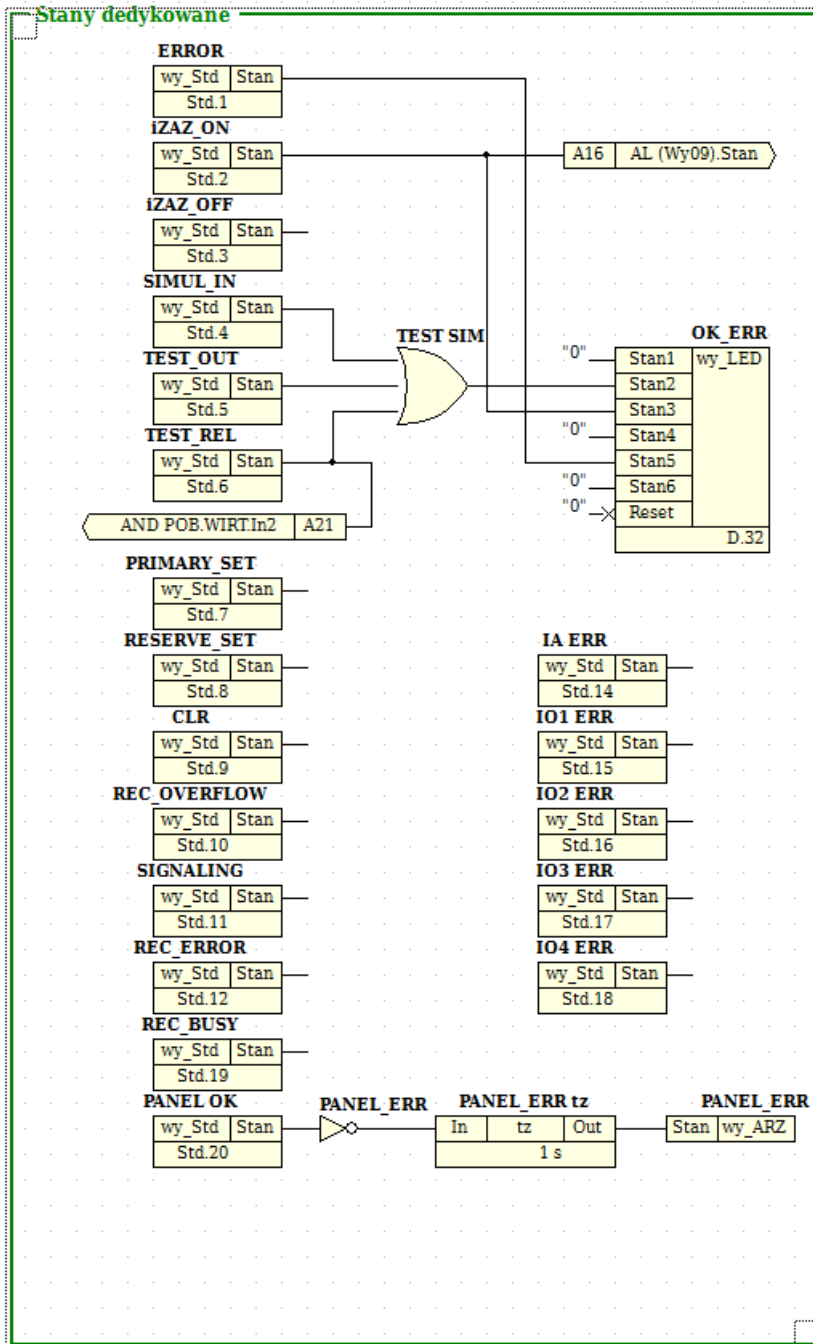 Stany dedykowane
ERROR
wy_Std Stan
Std.1
iZAZ_ON
wy_Std Stan
Std.2
A16 AL (Wy09).Stan
iZAZ_OFF
wy_Std Stan
Std.3
SIMUL_IN
wy_Std Stan
Std.4
TEST SIM
TEST_OUT
wy_Std Stan
Std.5
TEST_REL
wy_Std Stan
Std.6
AND POB.WIRT.In2 A21
OK_ERR
"0" Stan1 wy_LED
Stan2
Stan3
"0" Stan4
Stan5
"0" Stan6
"0" Reset
D.32
PRIMARY_SET
wy_Std Stan
Std.7
RESERVE_SET
wy_Std Stan
Std.8
CLR
wy_Std Stan
Std.9
REC_OVERFLOW
wy_Std Stan
Std.10
SIGNALING
wy_Std Stan
Std.11
REC_ERROR
wy_Std Stan
Std.12
REC_BUSY
wy_Std Stan
Std.19
IA ERR
wy_Std Stan
Std.14
IO1 ERR
wy_Std Stan
Std.15
IO2 ERR
wy_Std Stan
Std.16
IO3 ERR
wy_Std Stan
Std.17
IO4 ERR
wy_Std Stan
Std.18
PANEL OK
wy_Std Stan
Std.20
PANEL_ERR
PANEL_ERR tz
In tz Out
1 s
PANEL_ERR
Stan wy_ARZ